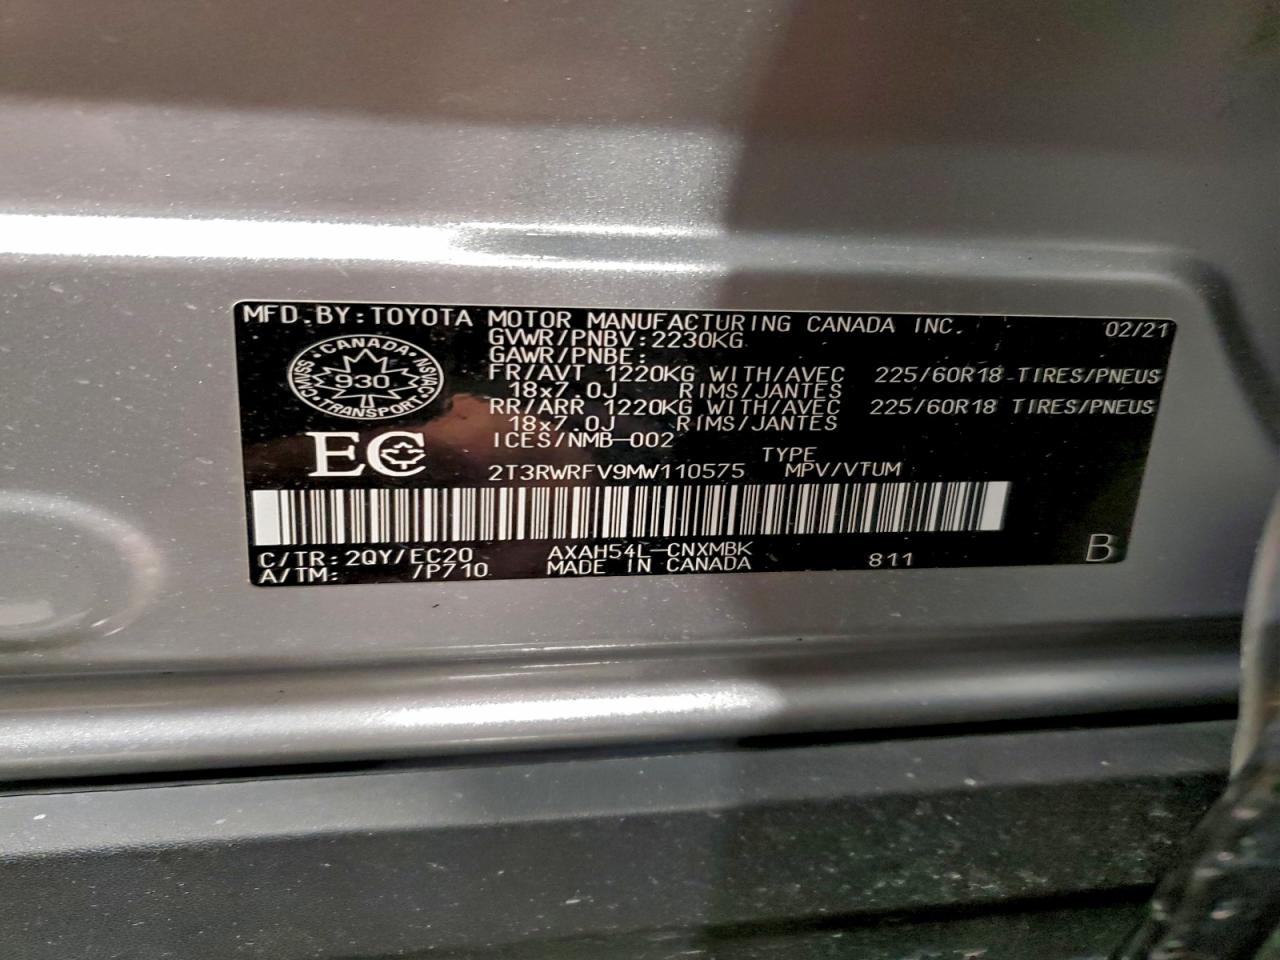 MFD.BY:TOYOTA MOTOR MANUFACTURING CANADA INC. 02/21
GVWR/PNBV:2230KG
GAWR/PNBE:
FR/AVT 1220KG WITH/AVEC 225/60R18 TIRES/PNEUS
18x7.0J RIMS/JANTES
RR/ARR 1220KG WITH/AVEC 225/60R18 TIRES/PNEUS
18x7.0J RIMS/JANTES
ICES/NMB-002
CANADA
930
TRANSPORT
CMVSS NSVAC
EC
TYPE
2T3RWRFV9MW110575 MPV/VTUM
C/TR:2QY/EC20 AXAH54L-CNXMBK
A/TM: /P710 MADE IN CANADA 811 B